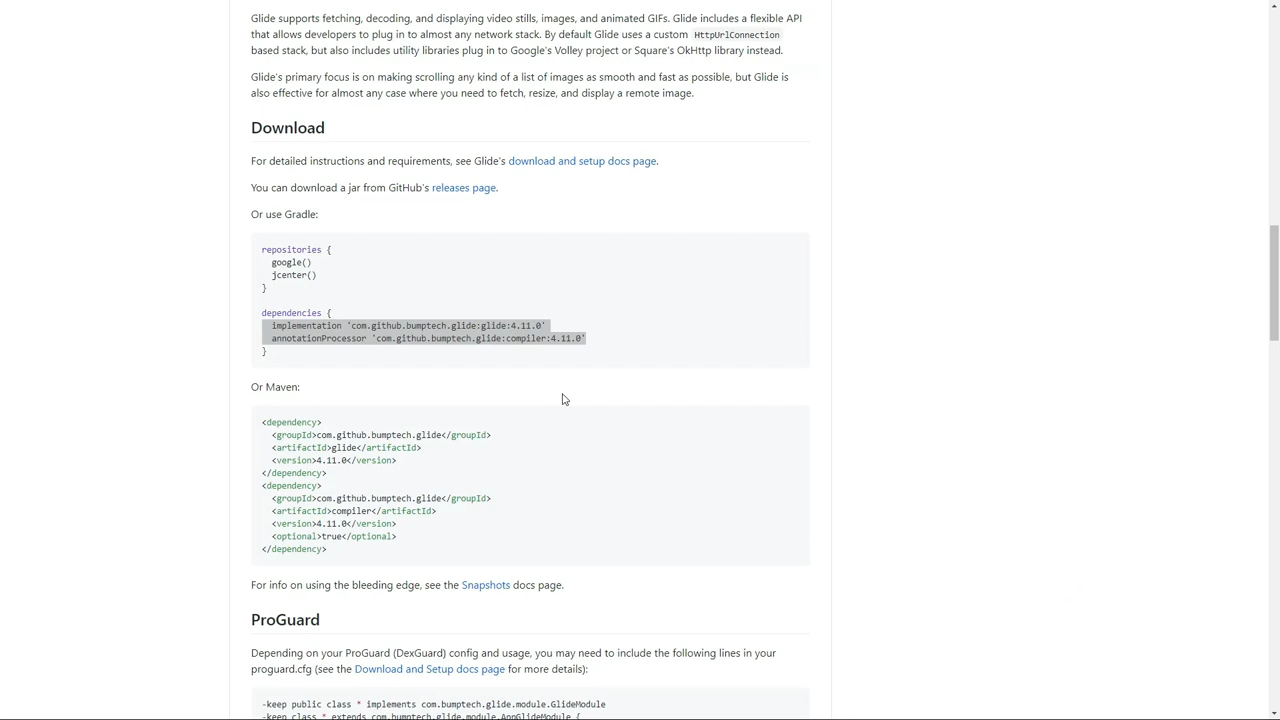 Glide supports fetching, decoding, and displaying video stills, images, and animated GIFs. Glide includes a flexible API
that allows developers to plug in to almost any network stack. By default Glide uses a custom HttpUrlConnection
based stack, but also includes utility libraries plug in to Google's Volley project or Square's OkHttp library instead.
Glide's primary focus is on making scrolling any kind of a list of images as smooth and fast as possible, but Glide is
also effective for almost any case where you need to fetch, resize, and display a remote image.
Download
For detailed instructions and requirements, see Glide's download and setup docs page.
You can download a jar from GitHub's releases page.
Or use Gradle:
repositories {
  google()
  jcenter()
}
dependencies {
  implementation 'com.github.bumptech.glide:glide:4.11.0'
  annotationProcessor 'com.github.bumptech.glide:compiler:4.11.0'
}
Or Maven:
<dependency>
  <groupId>com.github.bumptech.glide</groupId>
  <artifactId>glide</artifactId>
  <version>4.11.0</version>
</dependency>
<dependency>
  <groupId>com.github.bumptech.glide</groupId>
  <artifactId>compiler</artifactId>
  <version>4.11.0</version>
  <optional>true</optional>
</dependency>
For info on using the bleeding edge, see the Snapshots docs page.
ProGuard
Depending on your ProGuard (DexGuard) config and usage, you may need to include the following lines in your
proguard.cfg (see the Download and Setup docs page for more details):
-keep public class * implements com.bumptech.glide.module.GlideModule
-keep class * extends com.bumptech.glide.module.AppGlideModule {